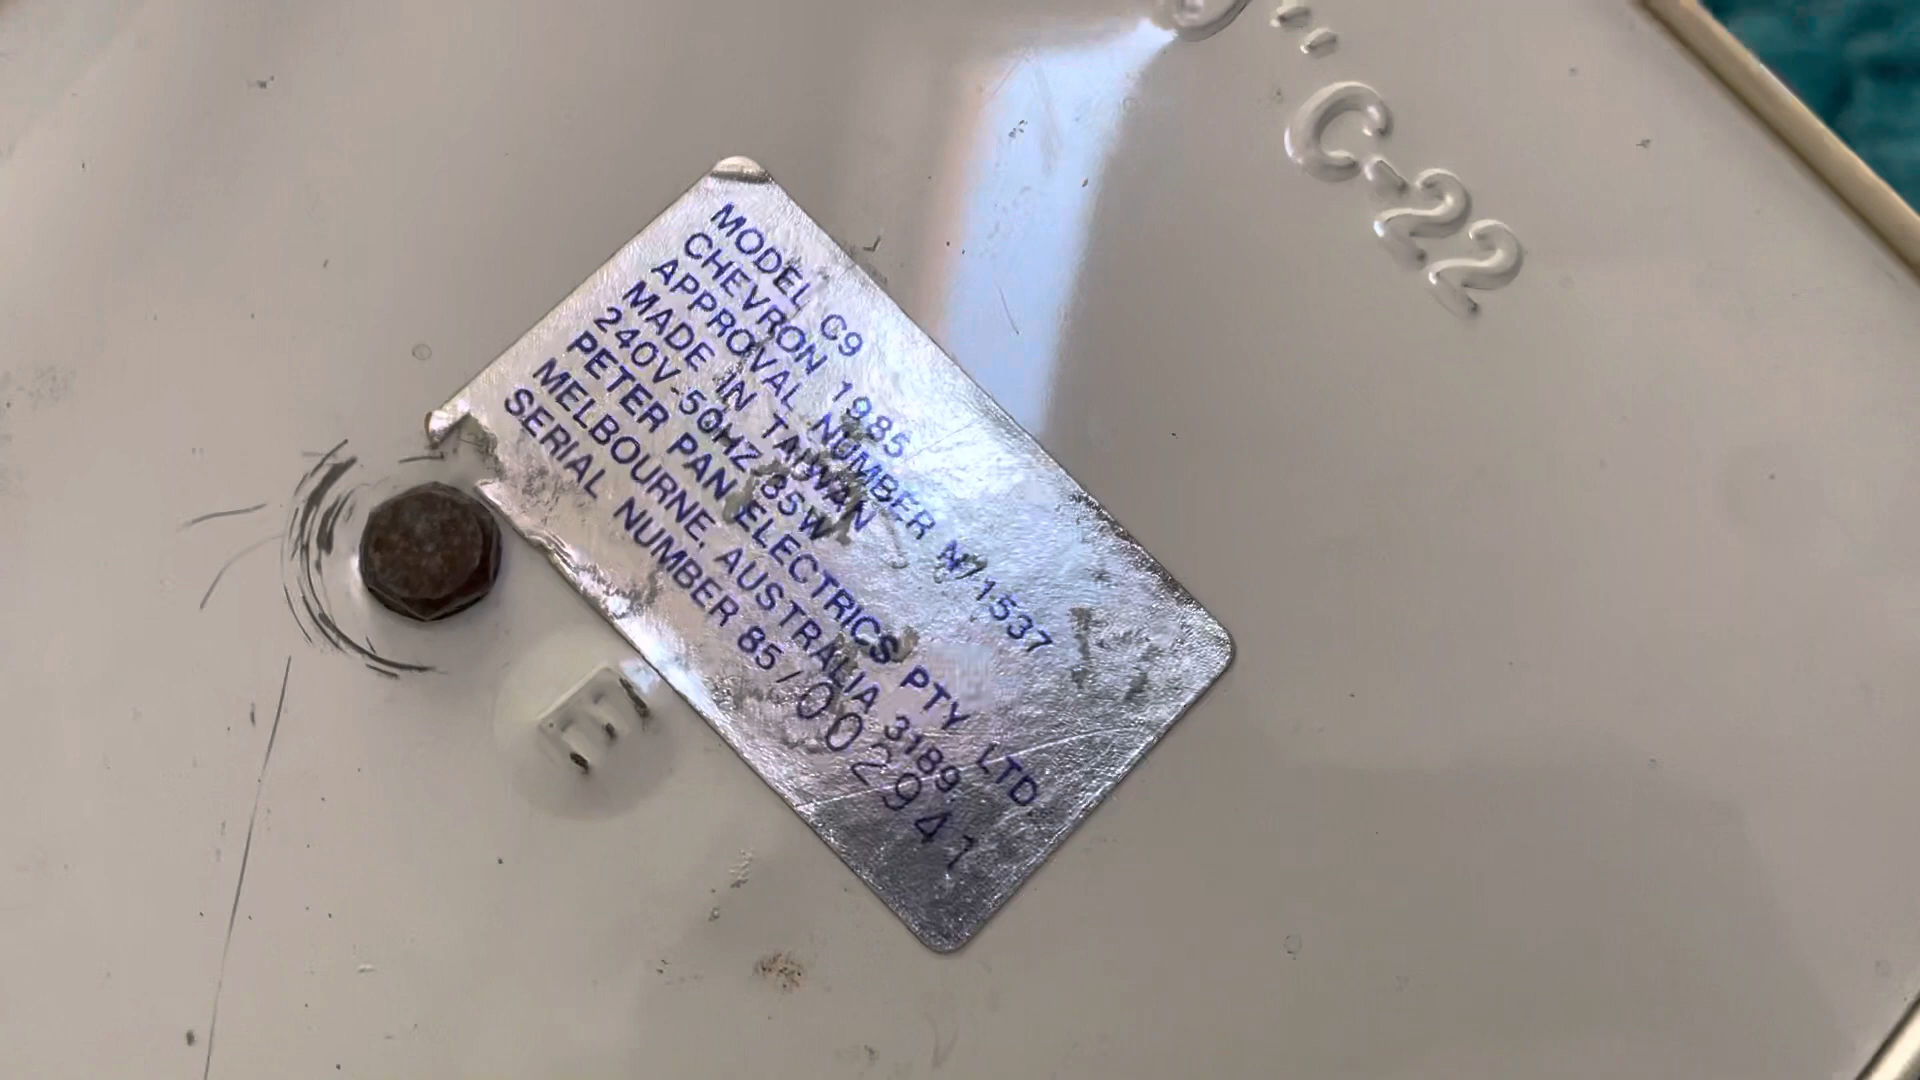 MODEL C9
CHEVRON 1985
APPROVAL NUMBER N71537
MADE IN TAIWAN
240V-50HZ 85W
PETER PAN ELECTRICS PTY LTD
MELBOURNE, AUSTRALIA 3189
SERIAL NUMBER 85/002941
C-22